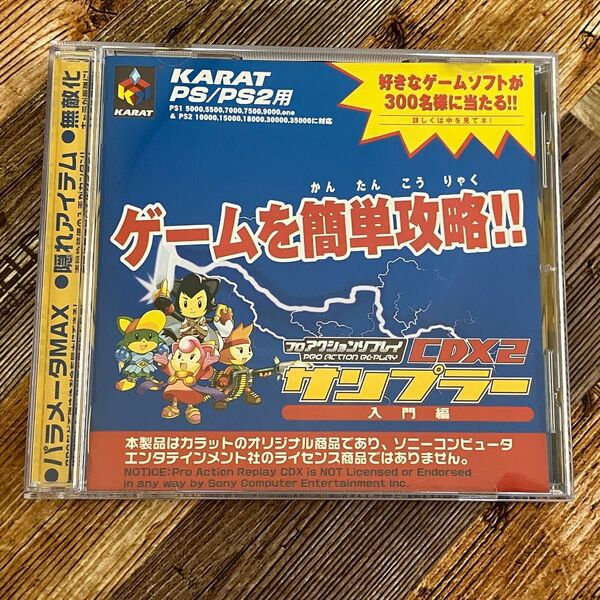 KARAT
KARAT
PS/PS2用
PS1 5000,5500,7000,7500,9000,one
& PS2 10000,15000,18000,30000,35000に対応
好きなゲームソフトが
300名様に当たる!!
詳しくは中を見てネ!
かん たん こう りゃく
ゲームを簡単攻略!!
プロアクションリプレイ
PRO ACTION RE-PLAY
CDX2
サンプラー
入門編
本製品はカラットのオリジナル商品であり、ソニーコンピュータ
エンタテインメント社のライセンス商品ではありません。
NOTICE:Pro Action Replay CDX is NOT Licensed or Endorsed
in any way by Sony Computer Entertainment Inc.
●パラメータMAX ●隠れアイテム ●無敵化